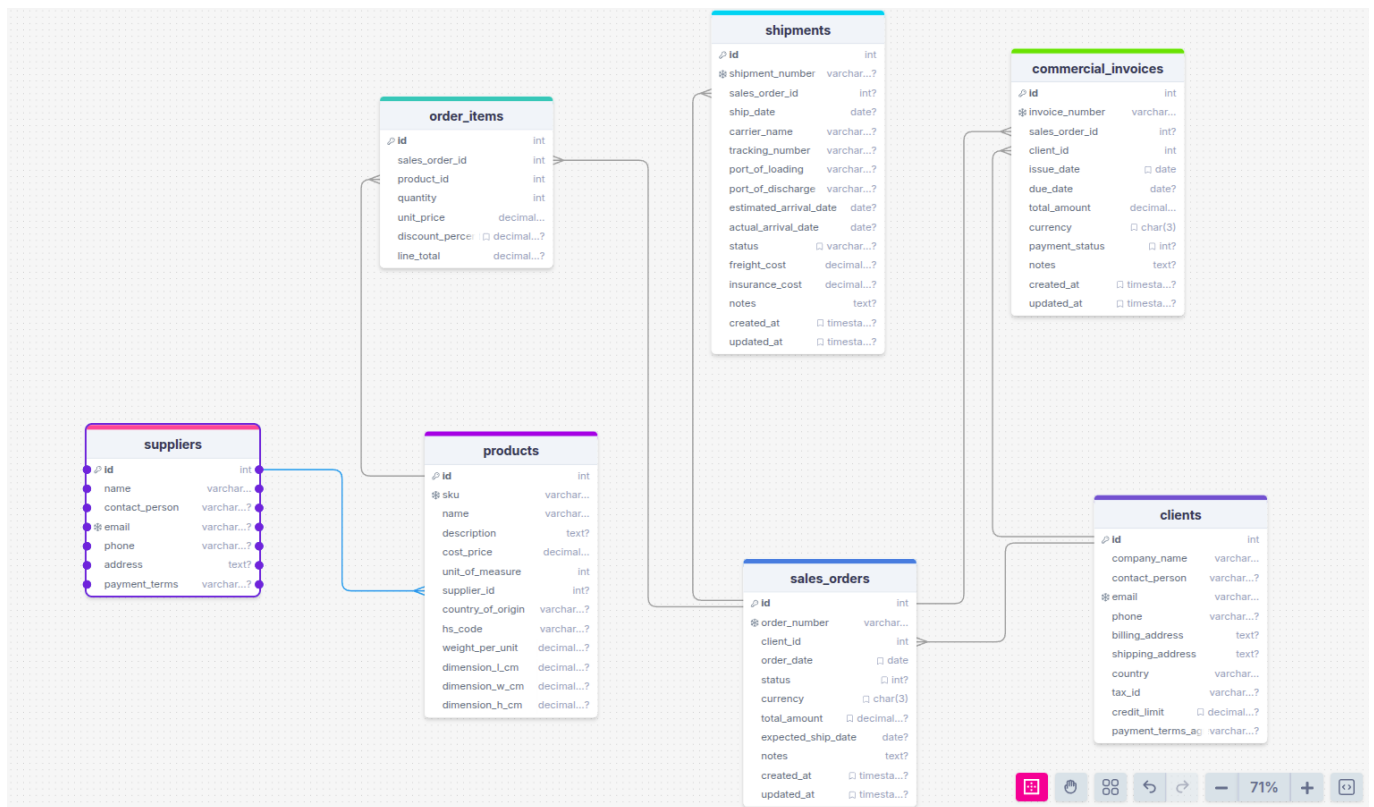 shipments
id int
shipment_number varchar...?
sales_order_id int?
ship_date date?
carrier_name varchar...?
tracking_number varchar...?
port_of_loading varchar...?
port_of_discharge varchar...?
estimated_arrival_date date?
actual_arrival_date date?
status varchar...?
freight_cost decimal...?
insurance_cost decimal...?
notes text?
created_at timesta...?
updated_at timesta...?
commercial_invoices
id int
invoice_number varchar...
sales_order_id int?
client_id int
issue_date date
due_date date?
total_amount decimal...
currency char(3)
payment_status int?
notes text?
created_at timesta...?
updated_at timesta...?
order_items
id int
sales_order_id int
product_id int
quantity int
unit_price decimal...
discount_perce decimal...?
line_total decimal...?
suppliers
id int
name varchar...
contact_person varchar...?
email varchar...?
phone varchar...?
address text?
payment_terms varchar...?
products
id int
sku varchar...
name varchar...
description text?
cost_price decimal...
unit_of_measure int
supplier_id int?
country_of_origin varchar...?
hs_code varchar...?
weight_per_unit decimal...?
dimension_l_cm decimal...?
dimension_w_cm decimal...?
dimension_h_cm decimal...?
sales_orders
id int
order_number varchar...
client_id int
order_date date
status int?
currency char(3)
total_amount decimal...?
expected_ship_date date?
notes text?
created_at timesta...?
updated_at timesta...?
clients
id int
company_name varchar...
contact_person varchar...?
email varchar...
phone varchar...?
billing_address text?
shipping_address text?
country varchar...
tax_id varchar...?
credit_limit decimal...?
payment_terms_ag varchar...?
71%